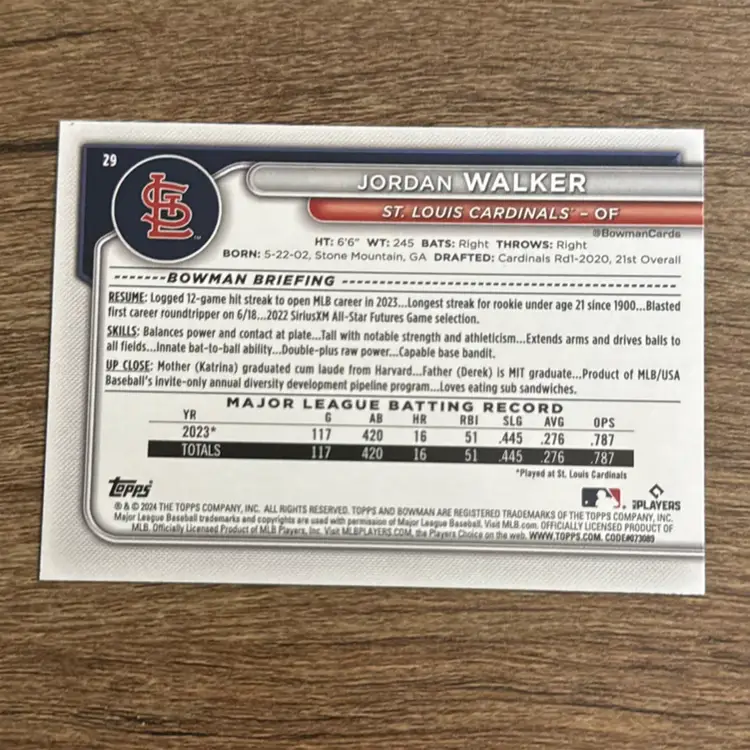 29
STL
™
JORDAN WALKER
ST. LOUIS CARDINALS® – OF
@BowmanCards
HT: 6'6" WT: 245 BATS: Right THROWS: Right
BORN: 5-22-02, Stone Mountain, GA DRAFTED: Cardinals Rd1-2020, 21st Overall
BOWMAN BRIEFING
RESUME: Logged 12-game hit streak to open MLB career in 2023...Longest streak for rookie under age 21 since 1900...Blasted
first career roundtripper on 6/18...2022 SiriusXM All-Star Futures Game selection.
SKILLS: Balances power and contact at plate...Tall with notable strength and athleticism...Extends arms and drives balls to
all fields...Innate bat-to-ball ability...Double-plus raw power...Capable base bandit.
UP CLOSE: Mother (Katrina) graduated cum laude from Harvard...Father (Derek) is MIT graduate...Product of MLB/USA
Baseball's invite-only annual diversity development pipeline program...Loves eating sub sandwiches.
MAJOR LEAGUE BATTING RECORD
YR G AB HR RBI SLG AVG OPS
2023* 117 420 16 51 .445 .276 .787
TOTALS 117 420 16 51 .445 .276 .787
*Played at St. Louis Cardinals
Topps®
PLAYERS
® & © 2024 THE TOPPS COMPANY, INC. ALL RIGHTS RESERVED. TOPPS AND BOWMAN ARE REGISTERED TRADEMARKS OF THE TOPPS COMPANY, INC.
Major League Baseball trademarks and copyrights are used with permission of Major League Baseball. Visit MLB.com. OFFICIALLY LICENSED PRODUCT OF
MLB. Officially Licensed Product of MLB Players, Inc. Visit MLBPLAYERS.COM, the Players Choice on the web. WWW.TOPPS.COM. CODE#073089